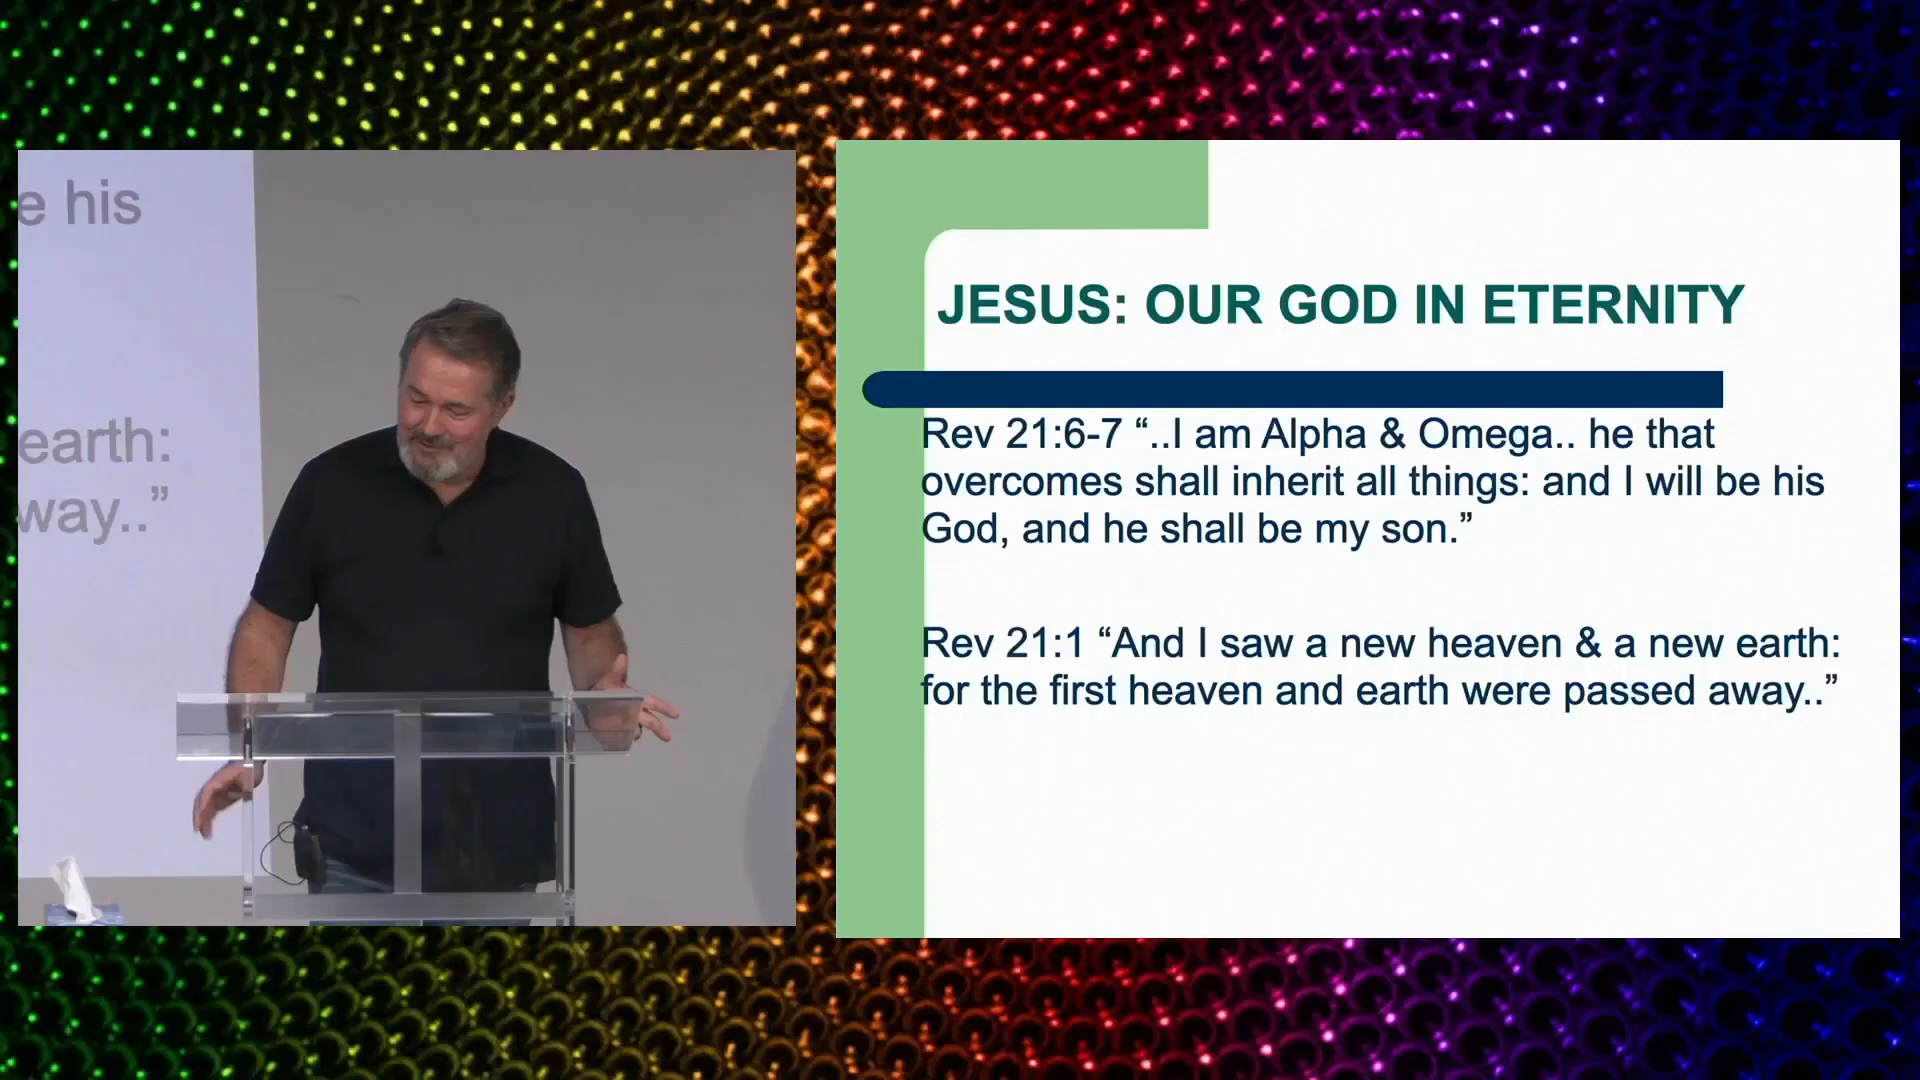 e his
earth:
way..”
JESUS: OUR GOD IN ETERNITY
Rev 21:6-7 “..I am Alpha & Omega.. he that
overcomes shall inherit all things: and I will be his
God, and he shall be my son.”
Rev 21:1 “And I saw a new heaven & a new earth:
for the first heaven and earth were passed away..”